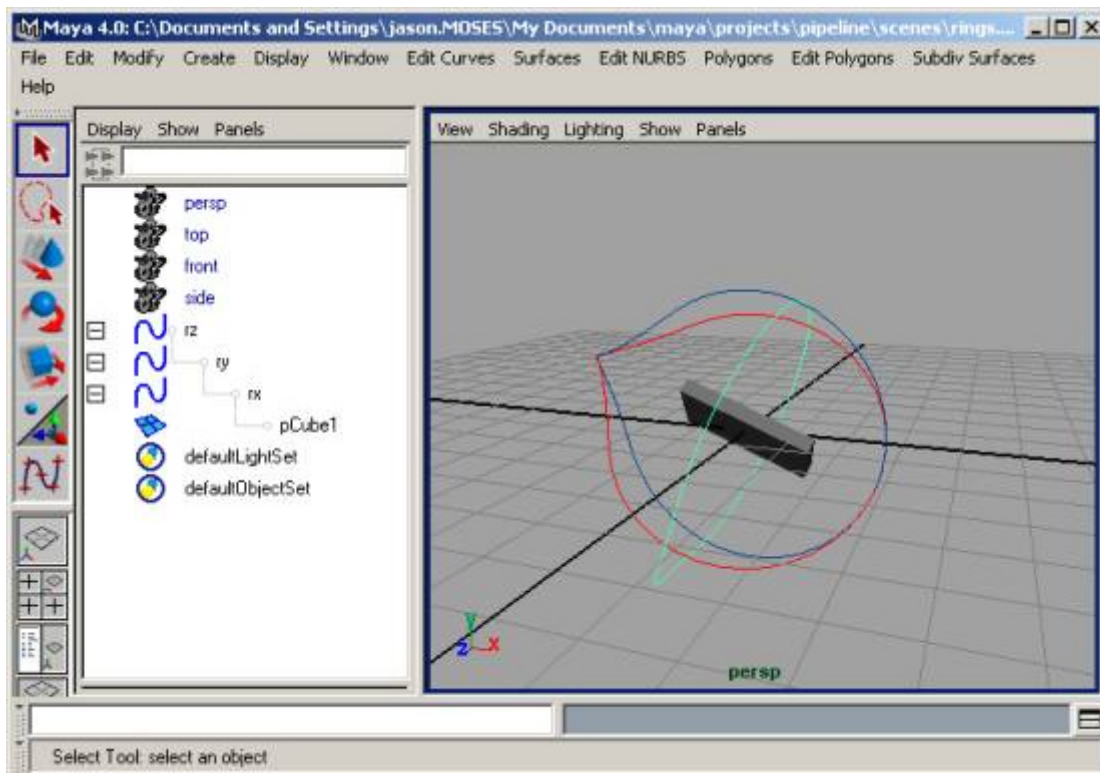 Maya 4.0: C:\Documents and Settings\jason.MOSES\My Documents\maya\projects\pipeline\scenes\rings....
File Edit Modify Create Display Window Edit Curves Surfaces Edit NURBS Polygons Edit Polygons Subdiv Surfaces
Help
Display Show Panels
View Shading Lighting Show Panels
persp
top
front
side
rz
ry
rx
pCube1
defaultLightSet
defaultObjectSet
y
z x
persp
Select Tool: select an object